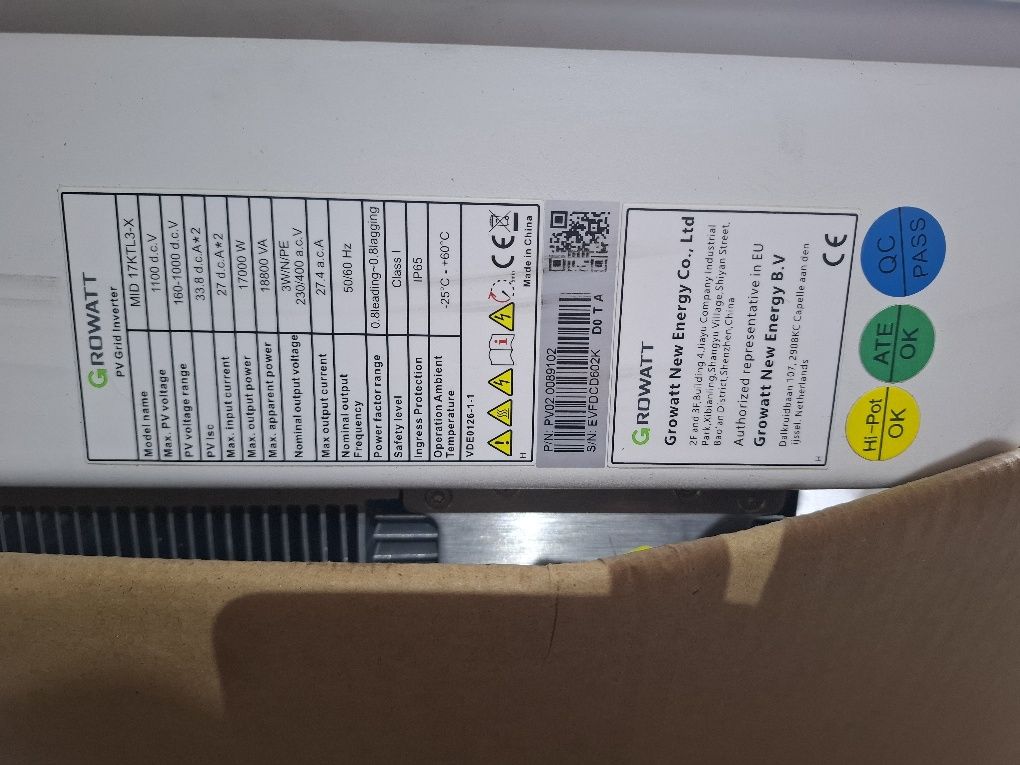 GROWATT
PV Grid Inverter
Model name MID 17KTL3-X
Max. PV voltage 1100 d.c.V
PV voltage range 160-1000 d.c.V
PV Isc 33.8 d.c.A*2
Max. input current 27 d.c.A*2
Max. output power 17000 W
Max. apparent power 18800 VA
Nominal output voltage 3W/N/PE
230/400 a.c.V
Max output current 27.4 a.c.A
Nominal output
Frequency 50/60 Hz
Power factor range 0.8leading~0.8lagging
Safety level Class I
Ingress Protection IP65
Operation Ambient
Temperature -25°C - +60°C
VDE0126-1-1
CE
H
Made in China
P/N: PV02.0089102
S/N: EVFDCD602K D0 T A
GROWATT
Growatt New Energy Co., Ltd
2F and 3F,Building 4,Jiayu Company Industrial
Park,Xibianling,Shangyu Village,Shiyan Street,
Bao'an District,Shenzhen,China
Authorized representative in EU
Growatt New Energy B.V
Dalkruidbaan 107, 2908KC Capelle aan den
Ijssel, Netherlands
H
CE
Hi-Pot
OK
ATE
OK
QC
PASS